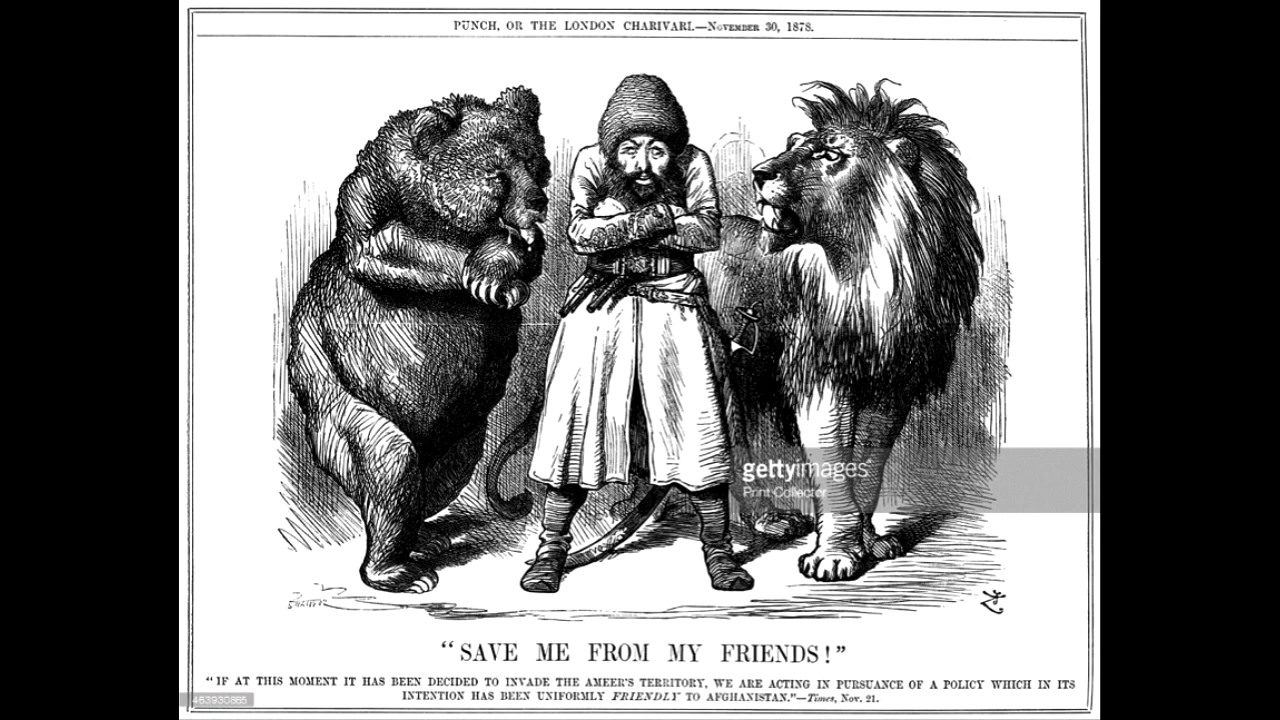 PUNCH, OR THE LONDON CHARIVARI.—November 30, 1878.
gettyimages®
Print Collector
"SAVE ME FROM MY FRIENDS!"
"IF AT THIS MOMENT IT HAS BEEN DECIDED TO INVADE THE AMEER'S TERRITORY, WE ARE ACTING IN PURSUANCE OF A POLICY WHICH IN ITS
INTENTION HAS BEEN UNIFORMLY FRIENDLY TO AFGHANISTAN."—Times, Nov. 21.
463930865